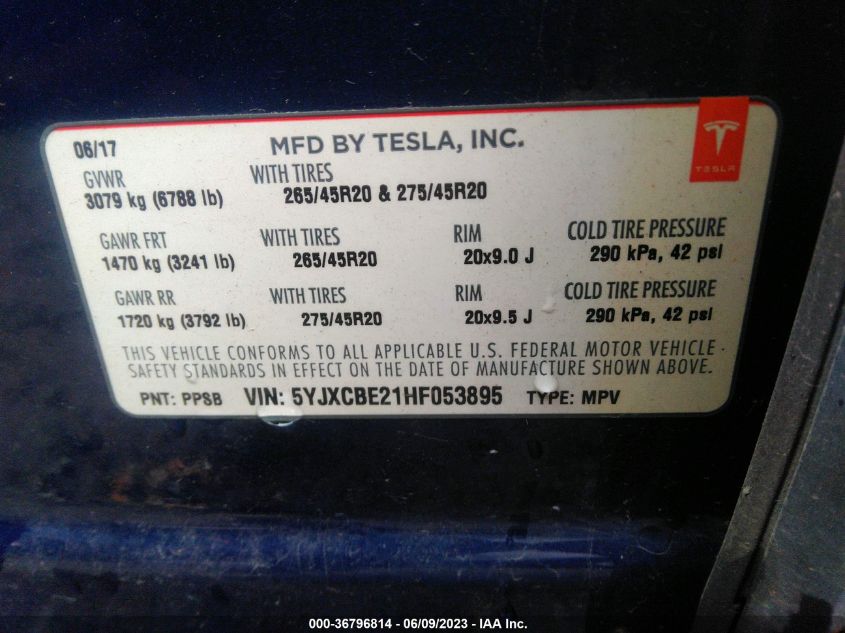 06/17 MFD BY TESLA, INC.
TESLA
GVWR WITH TIRES
3079 kg (6788 lb) 265/45R20 & 275/45R20
GAWR FRT WITH TIRES RIM COLD TIRE PRESSURE
1470 kg (3241 lb) 265/45R20 20x9.0 J 290 kPa, 42 psi
GAWR RR WITH TIRES RIM COLD TIRE PRESSURE
1720 kg (3792 lb) 275/45R20 20x9.5 J 290 kPa, 42 psi
THIS VEHICLE CONFORMS TO ALL APPLICABLE U.S. FEDERAL MOTOR VEHICLE
SAFETY STANDARDS IN EFFECT ON THE DATE OF MANUFACTURE SHOWN ABOVE.
PNT: PPSB VIN: 5YJXCBE21HF053895 TYPE: MPV
000-36796814 - 06/09/2023 - IAA Inc.